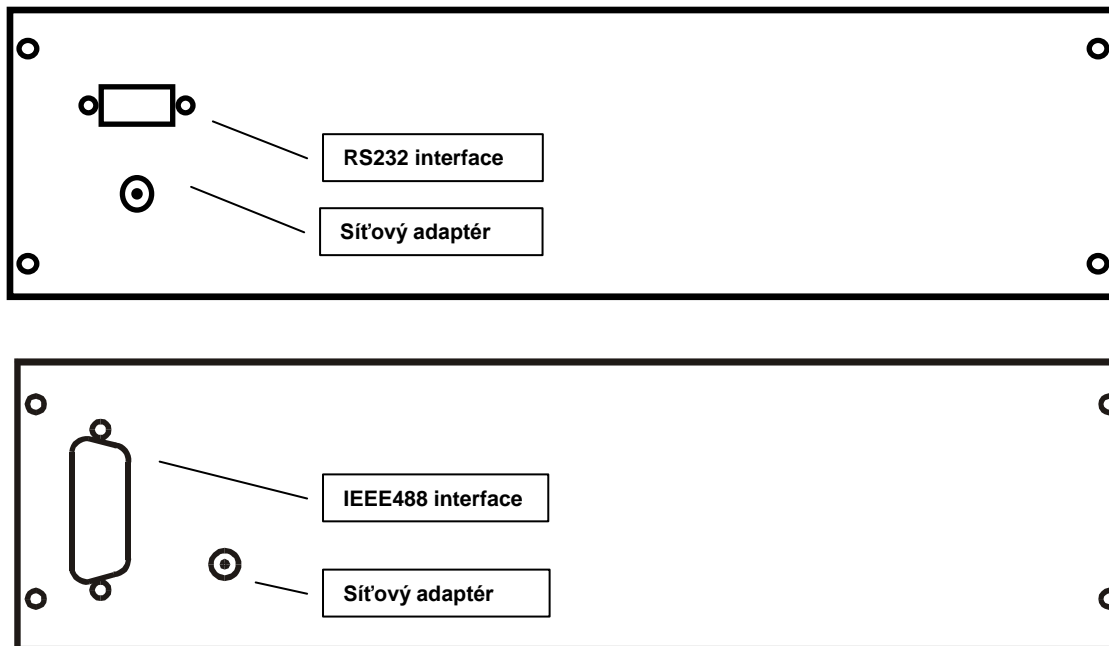 RS232 interface
Síťový adaptér
IEEE488 interface
Síťový adaptér